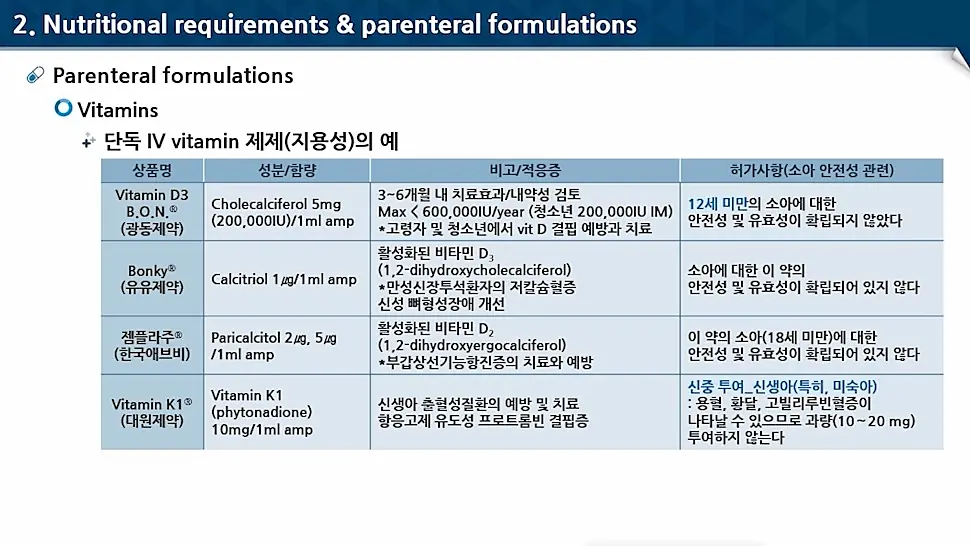 2. Nutritional requirements & parenteral formulations
Parenteral formulations
Vitamins
단독 IV vitamin 제제(지용성)의 예
상품명 성분/함량 비고/적응증 허가사항(소아 안전성 관련)
Vitamin D3
B.O.N.®
(광동제약)
Cholecalciferol 5mg
(200,000IU)/1ml amp
3~6개월 내 치료효과/내약성 검토
Max < 600,000IU/year (청소년 200,000IU IM)
*고령자 및 청소년에서 vit D 결핍 예방과 치료
12세 미만의 소아에 대한
안전성 및 유효성이 확립되지 않았다
Bonky®
(유유제약)
Calcitriol 1㎍/1ml amp
활성화된 비타민 D3
(1,2-dihydroxycholecalciferol)
*만성신장투석환자의 저칼슘혈증
신성 뼈형성장애 개선
소아에 대한 이 약의
안전성 및 유효성이 확립되어 있지 않다
젬플라주®
(한국애브비)
Paricalcitol 2㎍, 5㎍
/1ml amp
활성화된 비타민 D2
(1,2-dihydroxyergocalciferol)
*부갑상선기능항진증의 치료와 예방
이 약의 소아(18세 미만)에 대한
안전성 및 유효성이 확립되어 있지 않다
Vitamin K1®
(대원제약)
Vitamin K1
(phytonadione)
10mg/1ml amp
신생아 출혈성질환의 예방 및 치료
항응고제 유도성 프로트롬빈 결핍증
신중 투여_신생아(특히, 미숙아)
: 용혈, 황달, 고빌리루빈혈증이
나타날 수 있으므로 과량(10~20 mg)
투여하지 않는다